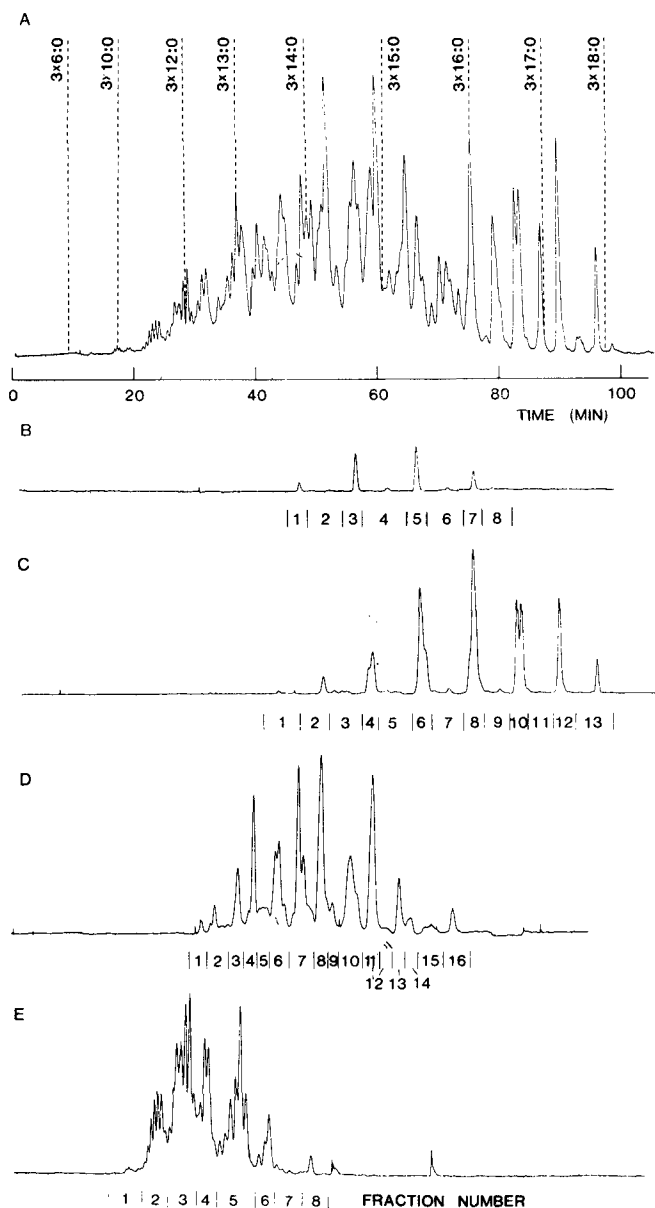 A
3×6:0 3×10:0 3×12:0 3×13:0 3×14:0 3×15:0 3×16:0 3×17:0 3×18:0
0 20 40 60 80 100
TIME (MIN)
B
1 2 3 4 5 6 7 8
C
1 2 3 4 5 6 7 8 9 10 11 12 13
D
1 2 3 4 5 6 7 8 9 10 11 15 16
12 13 14
E
1 2 3 4 5 6 7 8 FRACTION NUMBER